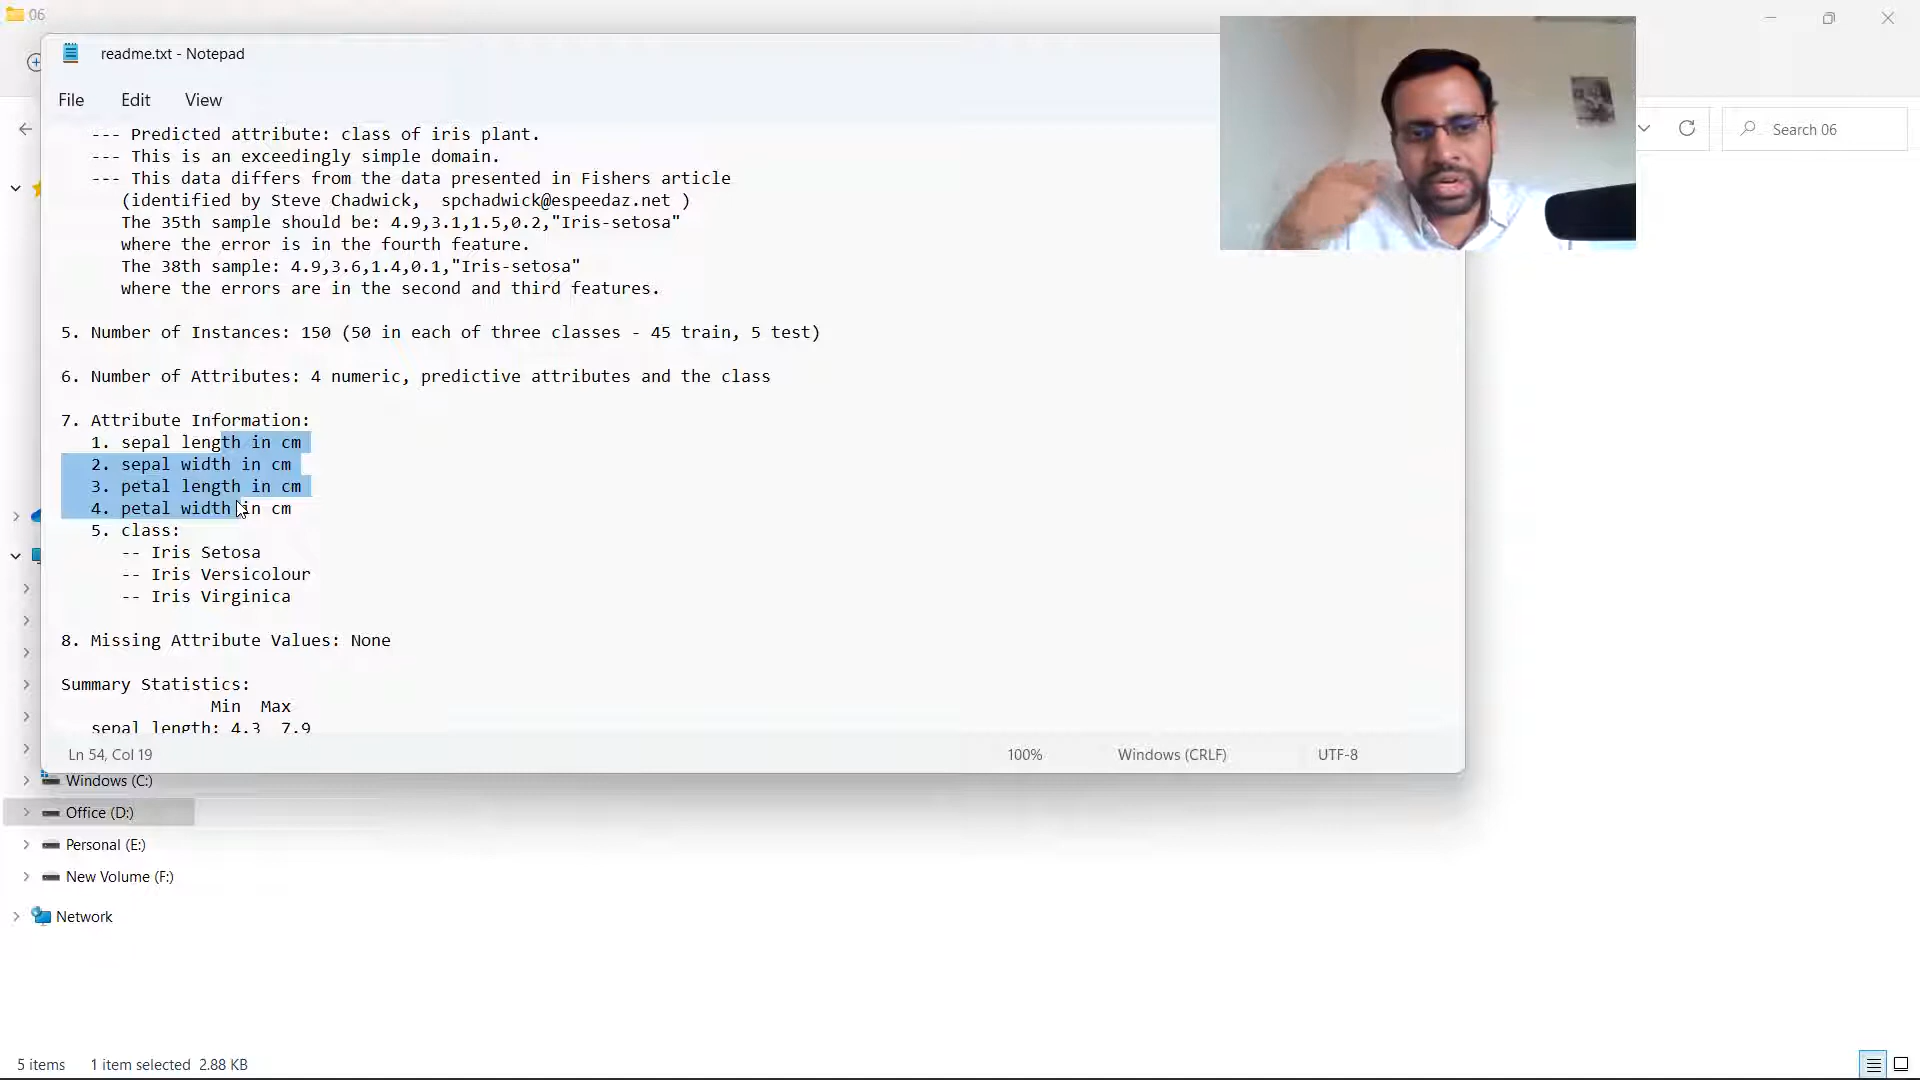 06
readme.txt - Notepad
File Edit View
Search 06
--- Predicted attribute: class of iris plant.
--- This is an exceedingly simple domain.
--- This data differs from the data presented in Fishers article
(identified by Steve Chadwick,  spchadwick@espeedaz.net )
The 35th sample should be: 4.9,3.1,1.5,0.2,"Iris-setosa"
where the error is in the fourth feature.
The 38th sample: 4.9,3.6,1.4,0.1,"Iris-setosa"
where the errors are in the second and third features.
5. Number of Instances: 150 (50 in each of three classes - 45 train, 5 test)
6. Number of Attributes: 4 numeric, predictive attributes and the class
7. Attribute Information:
1. sepal length in cm
2. sepal width in cm
3. petal length in cm
4. petal width in cm
5. class:
-- Iris Setosa
-- Iris Versicolour
-- Iris Virginica
8. Missing Attribute Values: None
Summary Statistics:
Min  Max
sepal length: 4.3  7.9
Ln 54, Col 19
100%
Windows (CRLF)
UTF-8
Windows (C:)
Office (D:)
Personal (E:)
New Volume (F:)
Network
5 items
1 item selected 2.88 KB